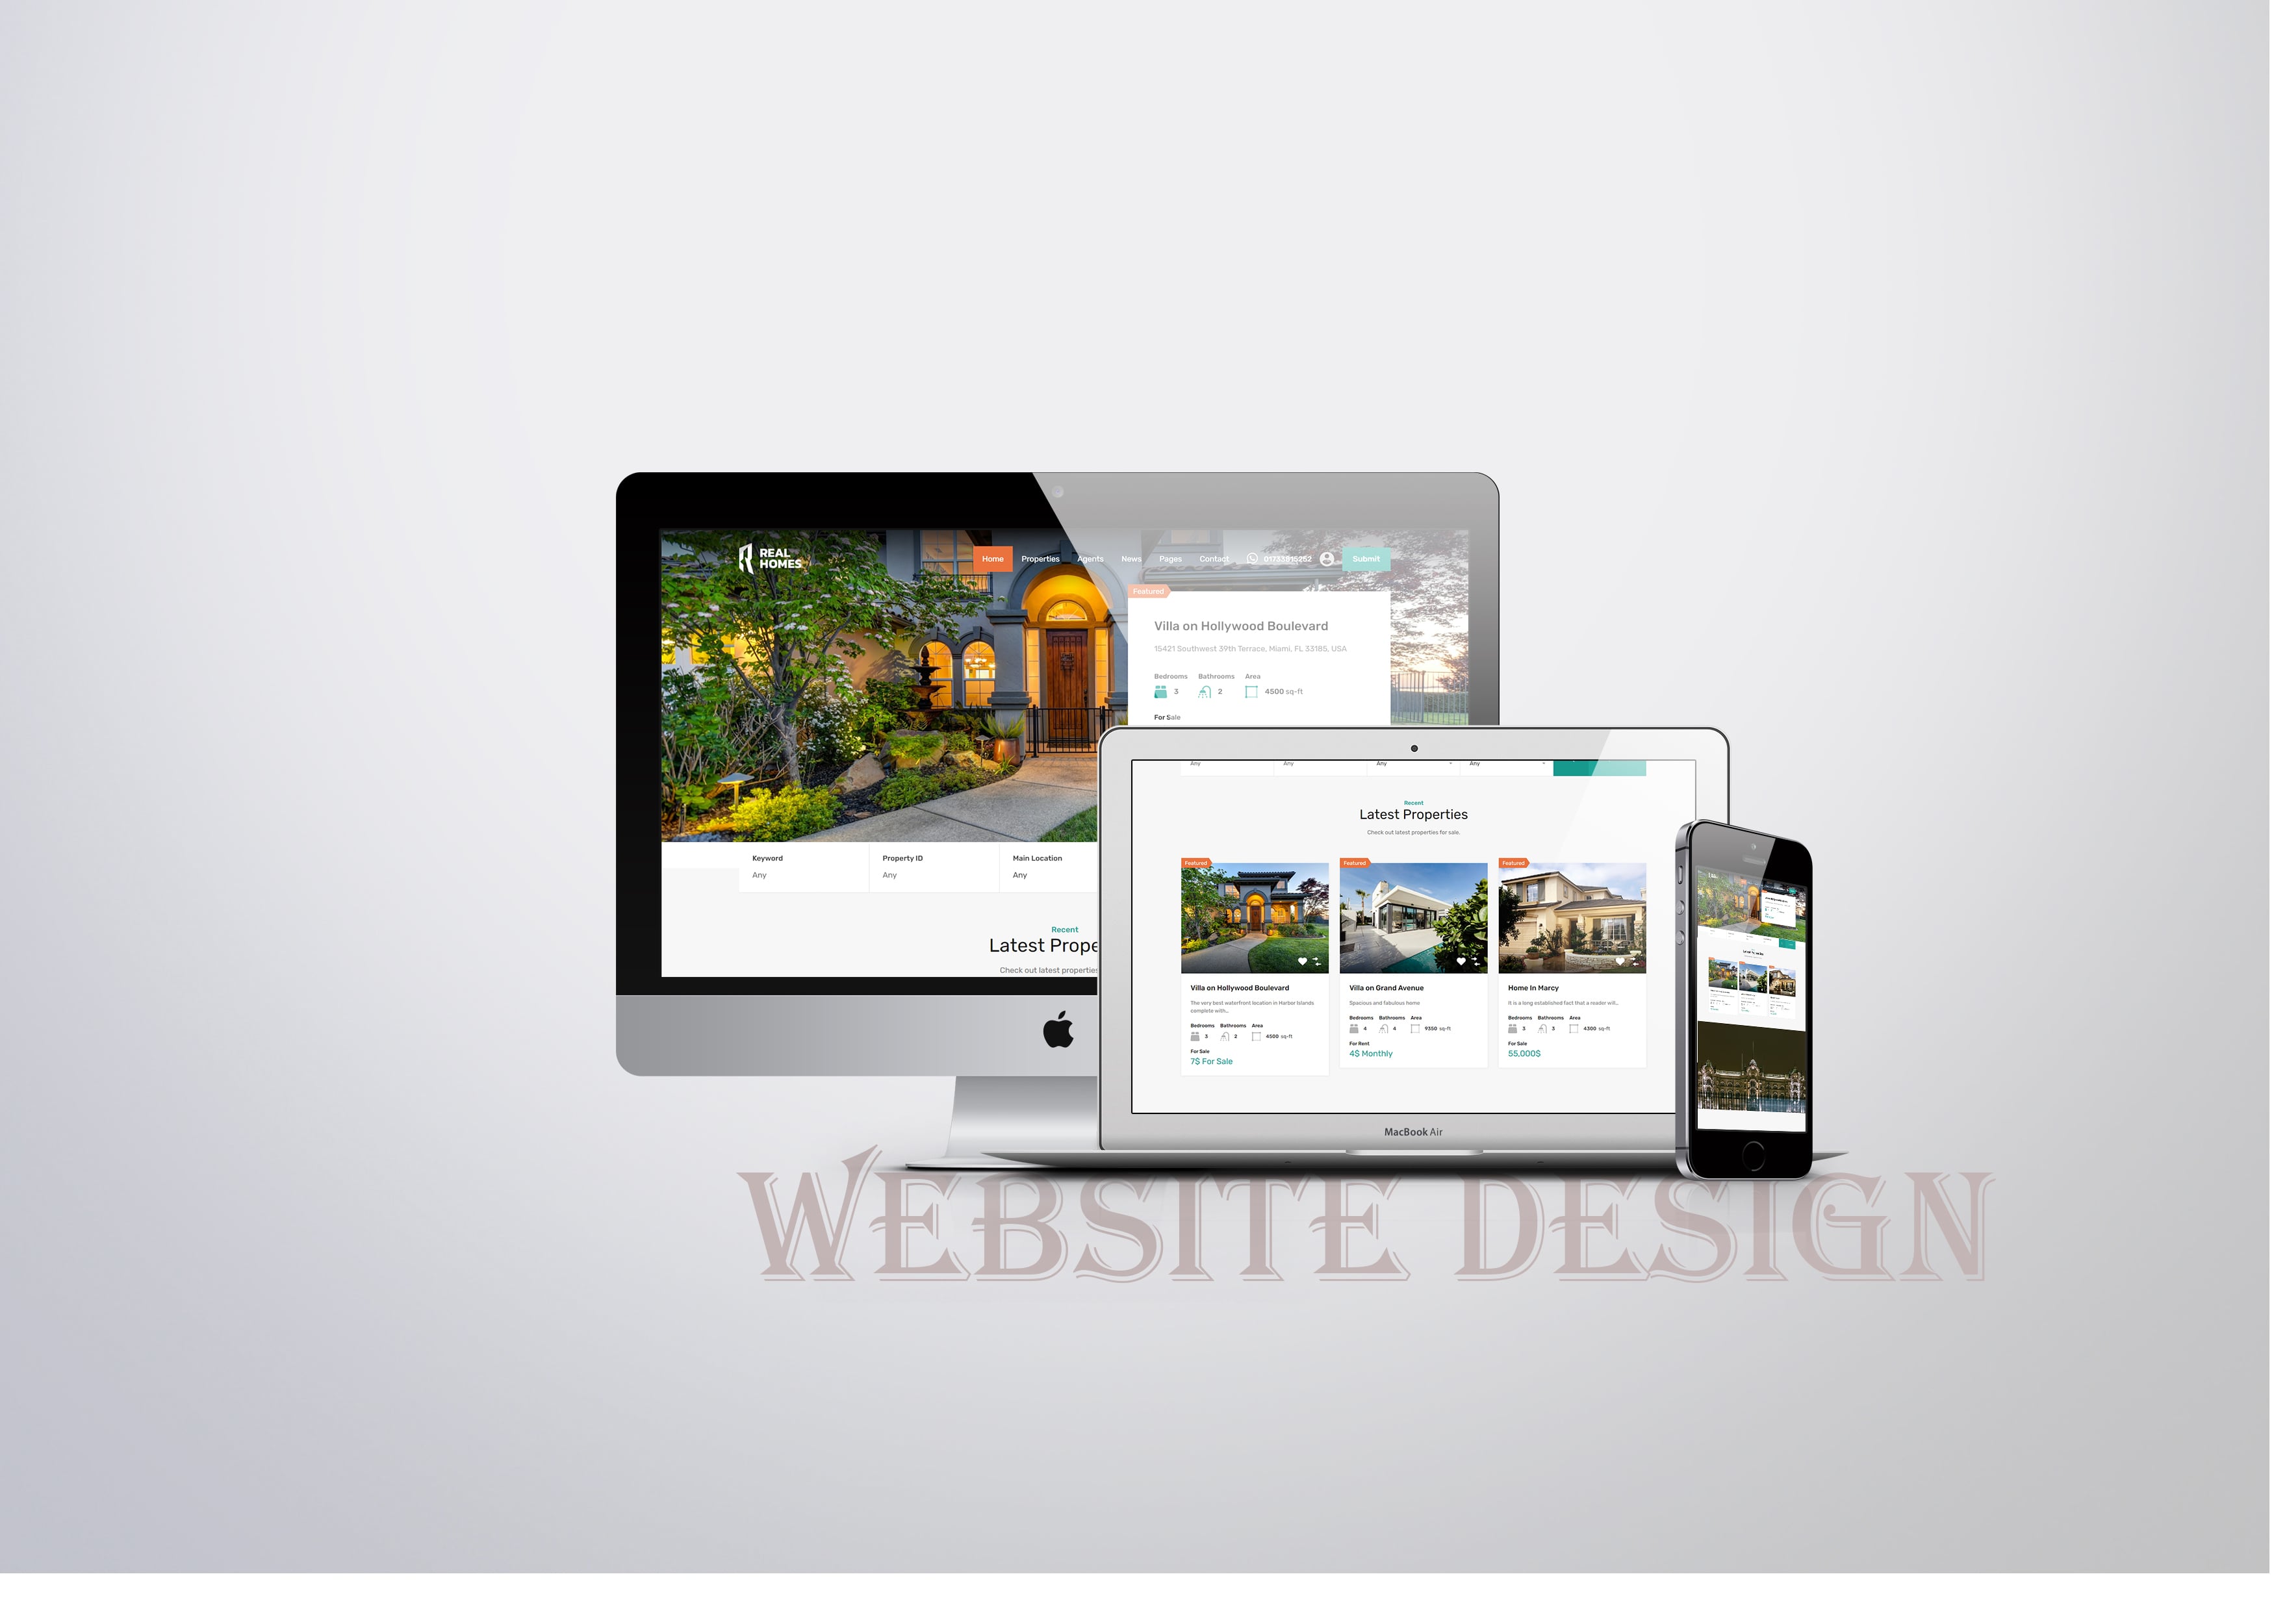 REAL
HOMES
Home Properties Agents News Pages Contact 01733815252 Submit
Featured
Villa on Hollywood Boulevard
15421 Southwest 39th Terrace, Miami, FL 33185, USA
Bedrooms Bathrooms Area
3 2 4500 sq-ft
For Sale
Keyword Property ID Main Location
Any Any Any
Recent
Latest Prope
Check out latest properties
Any Any Any Any
Recent
Latest Properties
Check out latest properties for sale.
Featured Featured Featured
Villa on Hollywood Boulevard
The very best waterfront location in Harbor Islands
complete with...
Bedrooms Bathrooms Area
3 2 4500 sq-ft
For Sale
7$ For Sale
Villa on Grand Avenue
Spacious and fabulous home
Bedrooms Bathrooms Area
4 4 9350 sq-ft
For Rent
4$ Monthly
Home In Marcy
It is a long established fact that a reader will...
Bedrooms Bathrooms Area
3 3 4300 sq-ft
For Sale
55,000$
MacBook Air
WEBSITE DESIGN